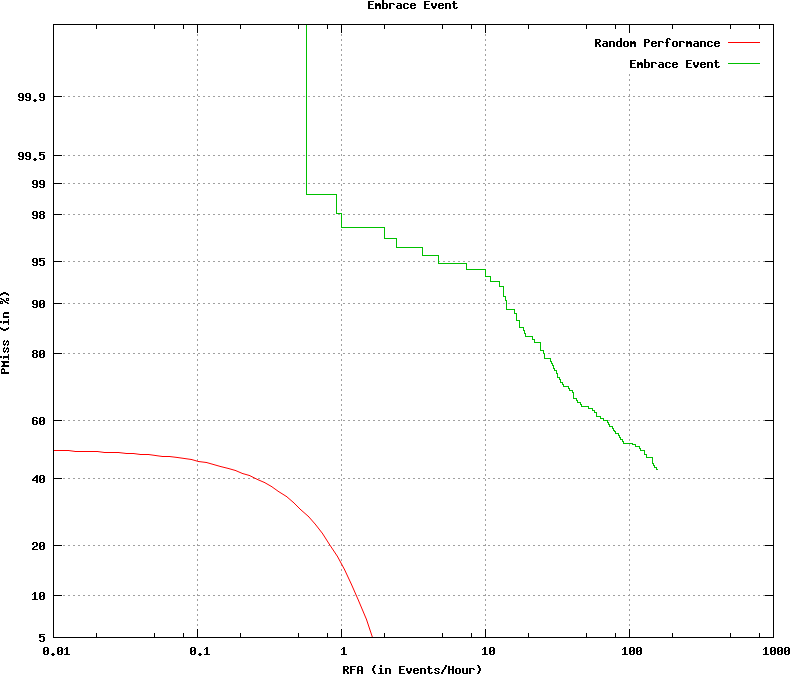 Embrace Event
Random Performance
Embrace Event
99.9
99.5
99
98
95
90
80
60
40
20
10
5
PMiss (in %)
0.01 0.1 1 10 100 1000
RFA (in Events/Hour)